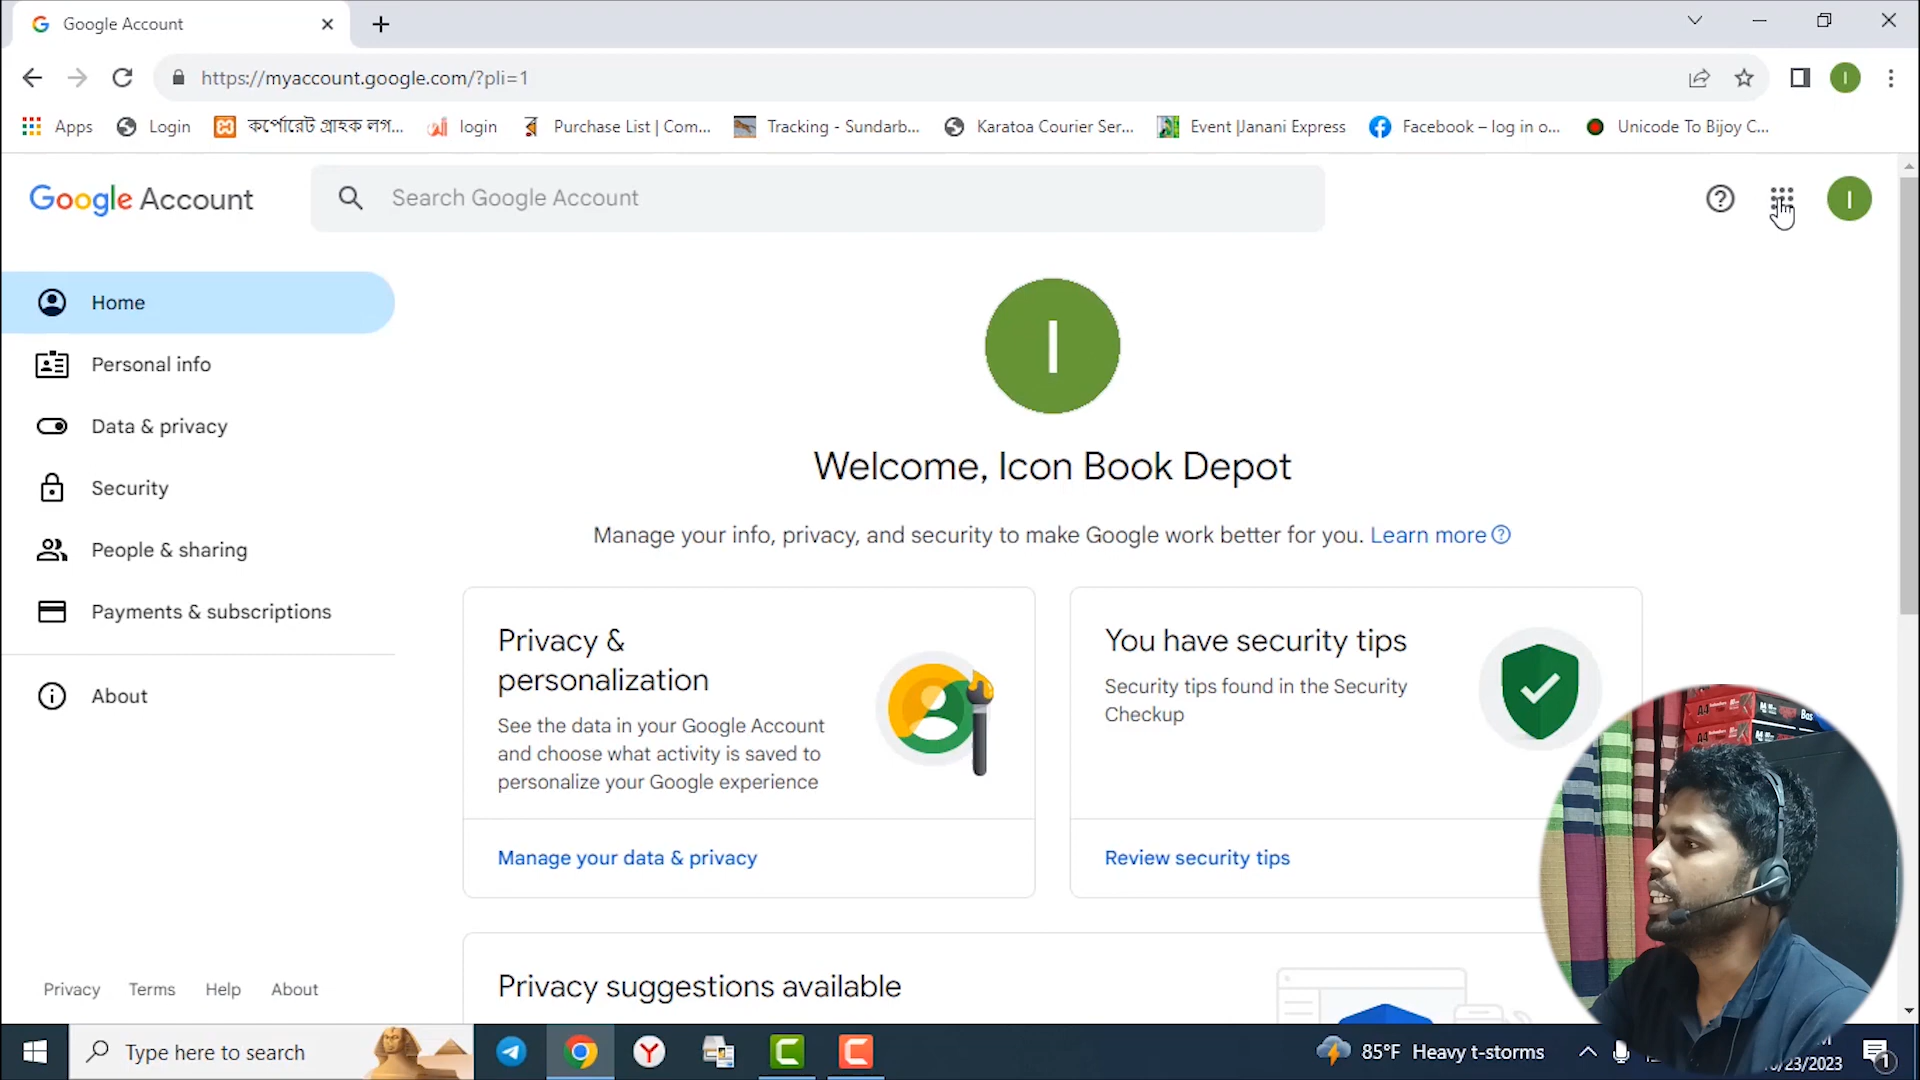 Google Account
https://myaccount.google.com/?pli=1
I
Apps
Login
কর্পোরেট গ্রাহক লগ...
login
Purchase List | Com...
Tracking - Sundarb...
Karatoa Courier Ser...
Event |Janani Express
Facebook – log in o...
Unicode To Bijoy C...
Google Account
Search Google Account
I
Home
Personal info
Data & privacy
Security
People & sharing
Payments & subscriptions
About
I
Welcome, Icon Book Depot
Manage your info, privacy, and security to make Google work better for you. Learn more
Privacy &
personalization
See the data in your Google Account
and choose what activity is saved to
personalize your Google experience
Manage your data & privacy
You have security tips
Security tips found in the Security
Checkup
Review security tips
Privacy suggestions available
Privacy
Terms
Help
About
A4
A4
Type here to search
85°F Heavy t-storms
/23/2023
1